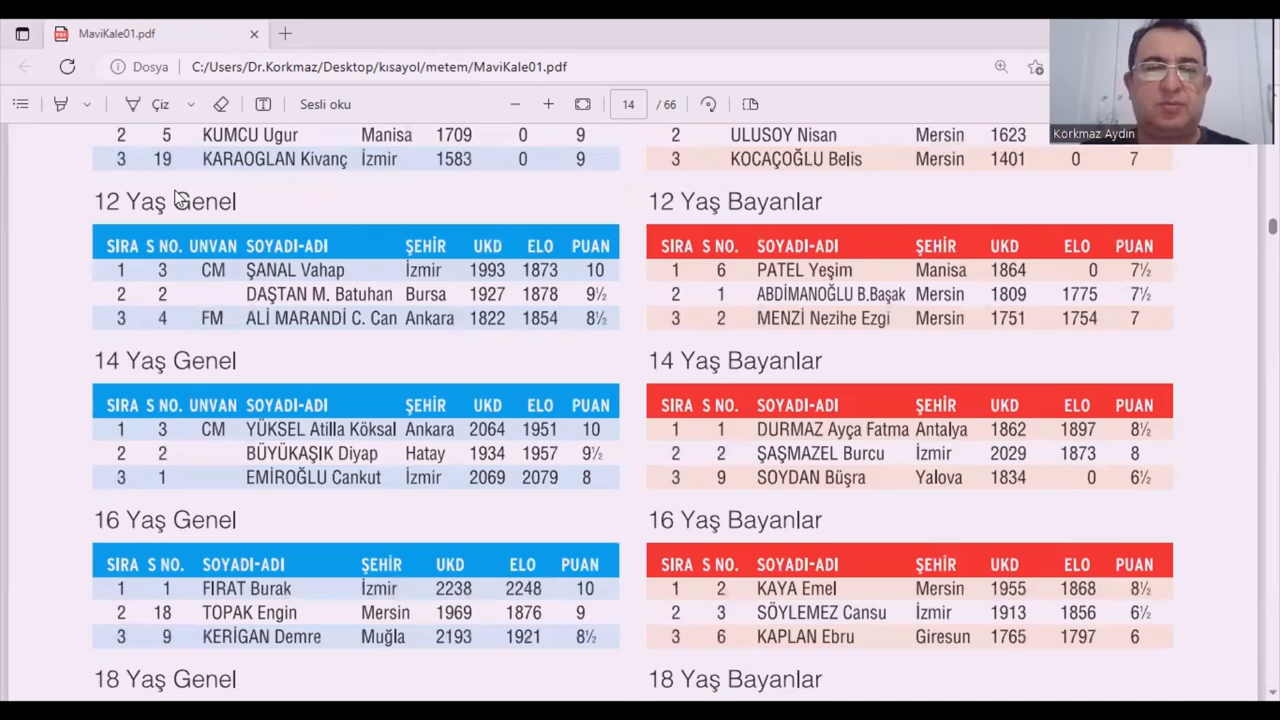 MaviKale01.pdf
Dosya C:/Users/Dr.Korkmaz/Desktop/kısayol/metem/MaviKale01.pdf
Çiz Sesli oku 14 / 66
Korkmaz Aydın
2 5 KUMCU Ugur Manisa 1709 0 9
3 19 KARAOGLAN Kivanç İzmir 1583 0 9
2 ULUSOY Nisan Mersin 1623
3 KOCAÇOĞLU Belis Mersin 1401 0 7
12 Yaş Genel
SIRA S NO. UNVAN SOYADI-ADI ŞEHİR UKD ELO PUAN
1 3 CM ŞANAL Vahap İzmir 1993 1873 10
2 2 DAŞTAN M. Batuhan Bursa 1927 1878 9½
3 4 FM ALİ MARANDİ C. Can Ankara 1822 1854 8½
12 Yaş Bayanlar
SIRA S NO. SOYADI-ADI ŞEHİR UKD ELO PUAN
1 6 PATEL Yeşim Manisa 1864 0 7½
2 1 ABDİMANOĞLU B.Başak Mersin 1809 1775 7½
3 2 MENZİ Nezihe Ezgi Mersin 1751 1754 7
14 Yaş Genel
SIRA S NO. UNVAN SOYADI-ADI ŞEHİR UKD ELO PUAN
1 3 CM YÜKSEL Atilla Köksal Ankara 2064 1951 10
2 2 BÜYÜKAŞIK Diyap Hatay 1934 1957 9½
3 1 EMİROĞLU Cankut İzmir 2069 2079 8
14 Yaş Bayanlar
SIRA S NO. SOYADI-ADI ŞEHİR UKD ELO PUAN
1 1 DURMAZ Ayça Fatma Antalya 1862 1897 8½
2 2 ŞAŞMAZEL Burcu İzmir 2029 1873 8
3 9 SOYDAN Büşra Yalova 1834 0 6½
16 Yaş Genel
SIRA S NO. SOYADI-ADI ŞEHİR UKD ELO PUAN
1 1 FIRAT Burak İzmir 2238 2248 10
2 18 TOPAK Engin Mersin 1969 1876 9
3 9 KERİGAN Demre Muğla 2193 1921 8½
16 Yaş Bayanlar
SIRA S NO. SOYADI-ADI ŞEHİR UKD ELO PUAN
1 2 KAYA Emel Mersin 1955 1868 8½
2 3 SÖYLEMEZ Cansu İzmir 1913 1856 6½
3 6 KAPLAN Ebru Giresun 1765 1797 6
18 Yaş Genel
18 Yaş Bayanlar